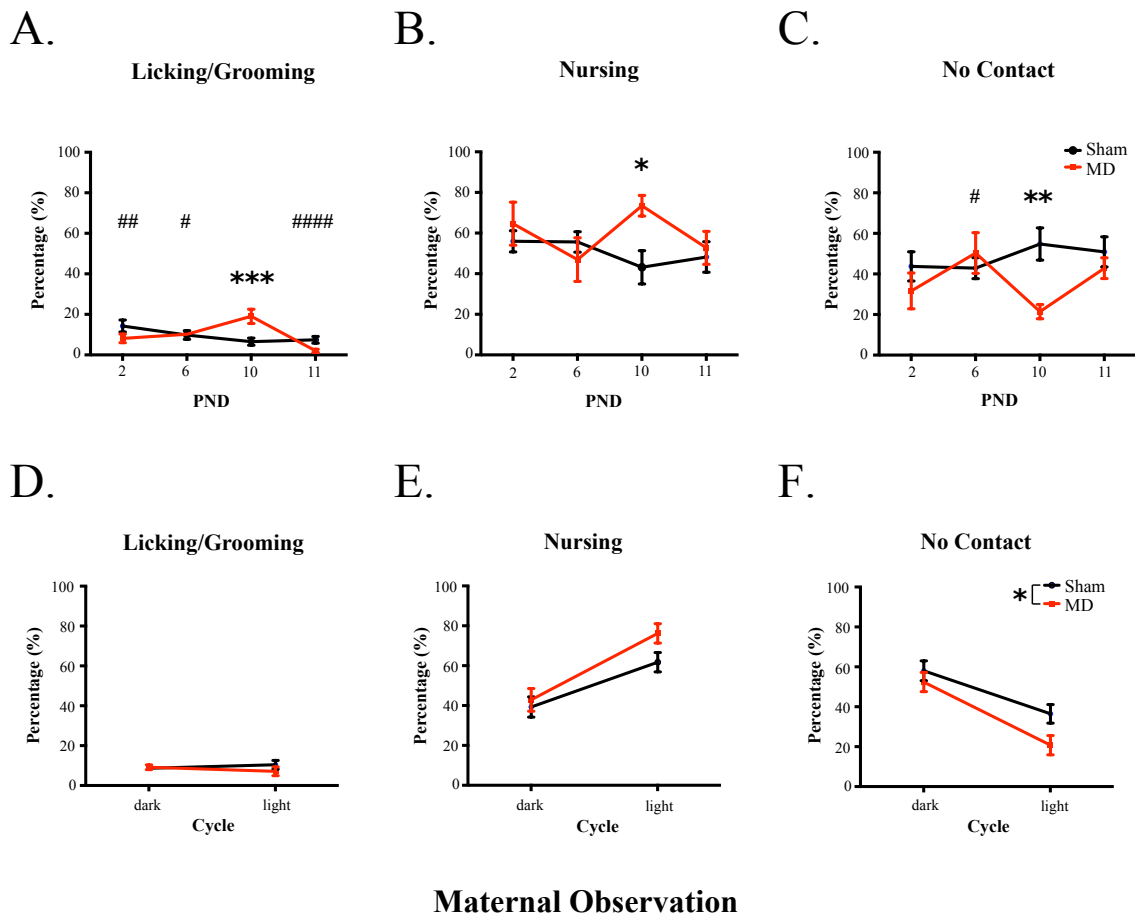 A.
Licking/Grooming
Percentage (%)
100
80
60
40
20
0
##
#
####
***
2
6
10
11
PND
B.
Nursing
Percentage (%)
100
80
60
40
20
0
*
2
6
10
11
PND
C.
No Contact
Percentage (%)
100
80
60
40
20
0
Sham
MD
#
**
2
6
10
11
PND
D.
Licking/Grooming
Percentage (%)
100
80
60
40
20
0
dark
light
Cycle
E.
Nursing
Percentage (%)
100
80
60
40
20
0
dark
light
Cycle
F.
No Contact
Percentage (%)
100
80
60
40
20
0
*
Sham
MD
dark
light
Cycle
Maternal Observation